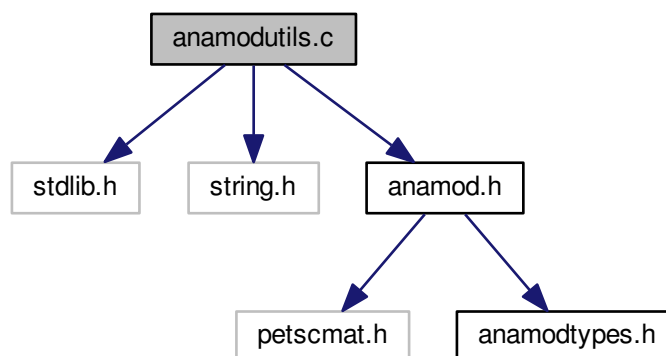 anamodutils.c
stdlib.h
string.h
anamod.h
petscmat.h
anamodtypes.h